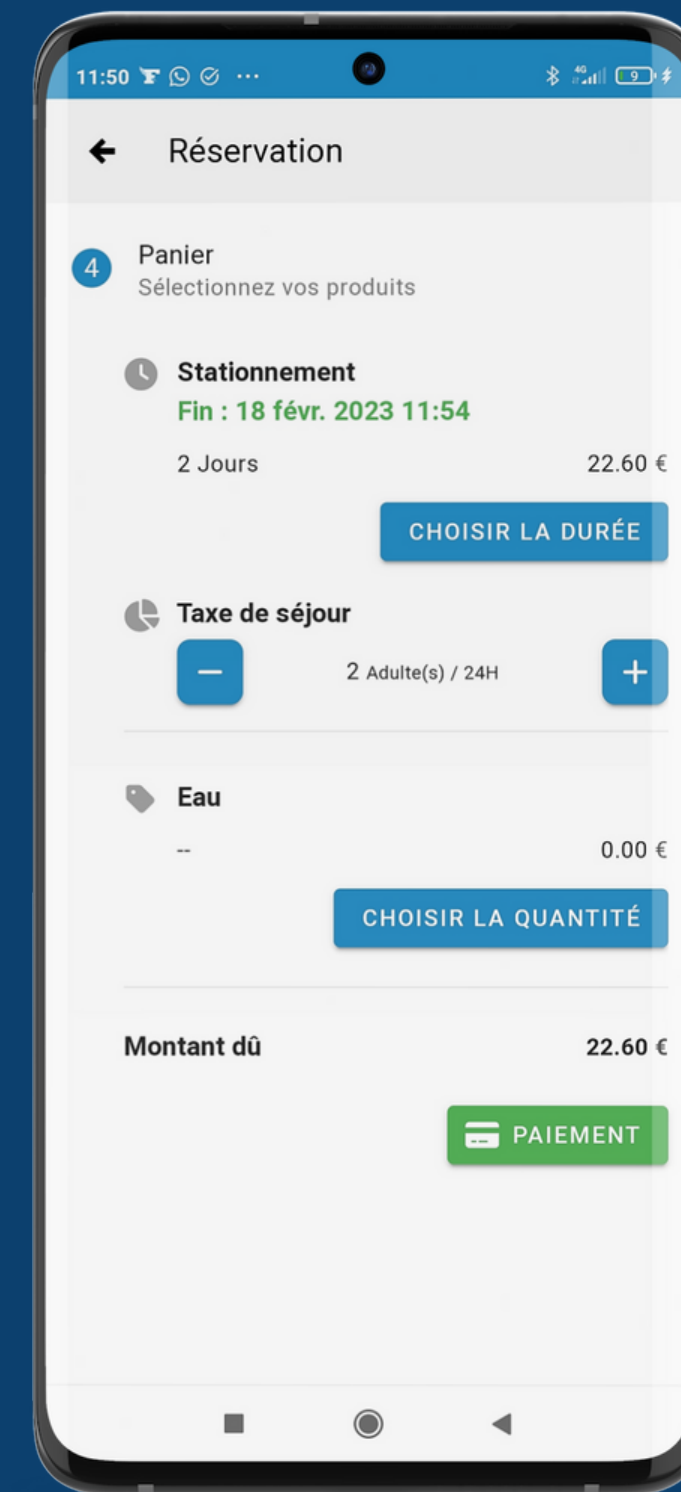 11:50 ... 4G 9
Réservation
4 Panier
Sélectionnez vos produits
Stationnement
Fin : 18 févr. 2023 11:54
2 Jours 22.60 €
CHOISIR LA DURÉE
Taxe de séjour
− 2 Adulte(s) / 24H +
Eau
-- 0.00 €
CHOISIR LA QUANTITÉ
Montant dû 22.60 €
PAIEMENT